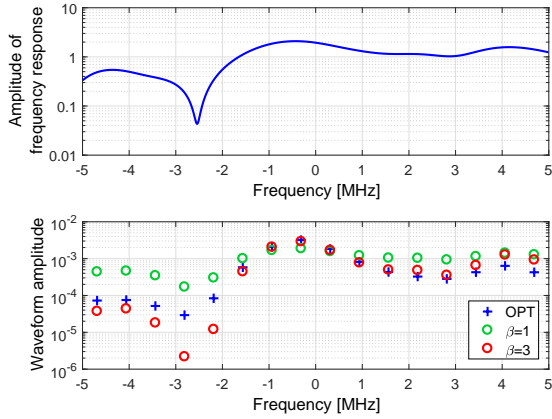 Amplitude of
frequency response
10
1
0.1
0.01
-5 -4 -3 -2 -1 0 1 2 3 4 5
Frequency [MHz]
Waveform amplitude
10^-2
10^-3
10^-4
10^-5
10^-6
OPT
β=1
β=3
-5 -4 -3 -2 -1 0 1 2 3 4 5
Frequency [MHz]